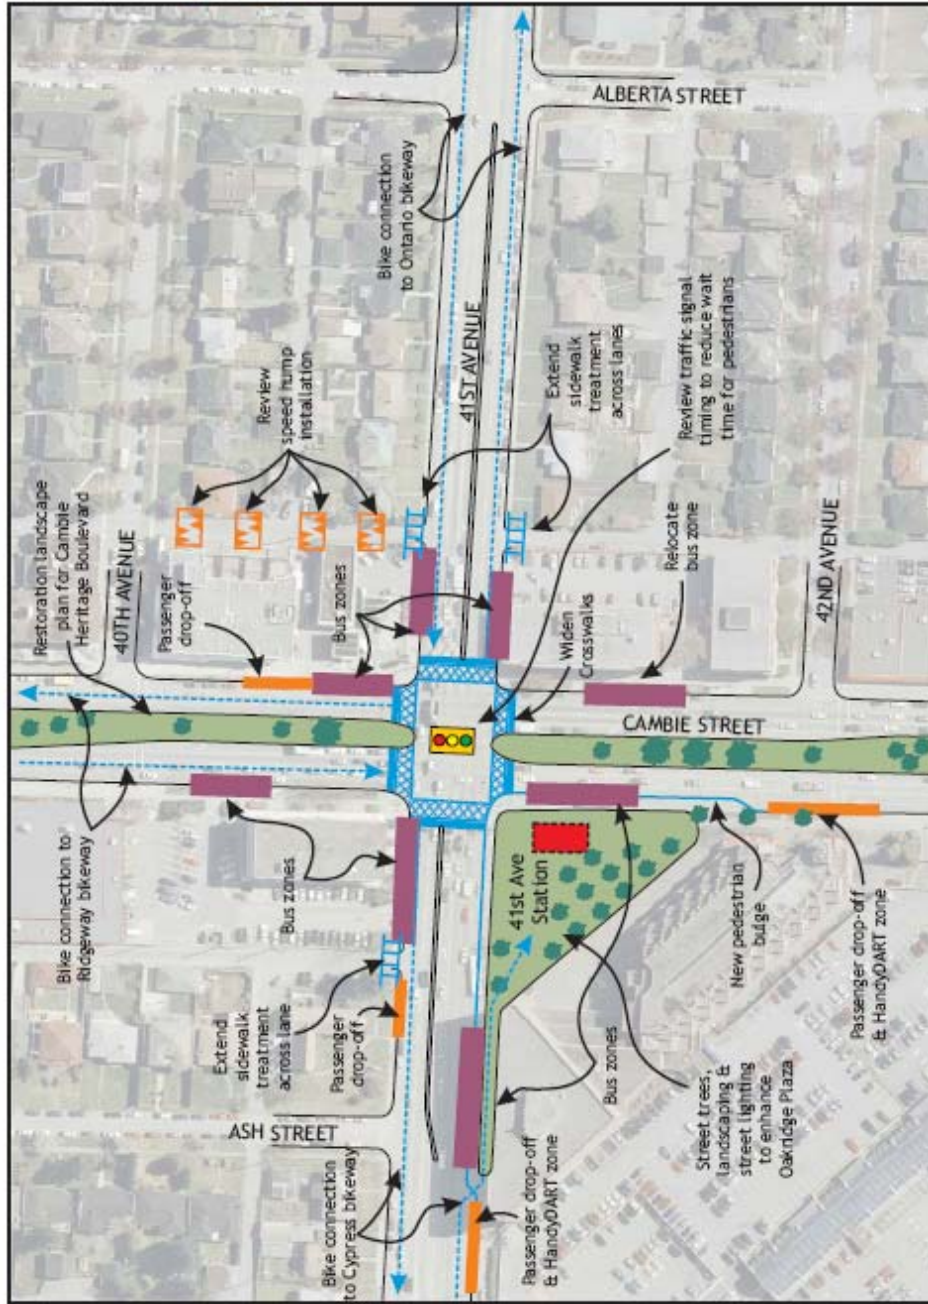 Restoration landscape
plan for Cambie
Heritage Boulevard
40TH AVENUE
Passenger
drop-off
Review
speed hump
installation
Bus zones
Bike connection
to Ontario bikeway
ALBERTA STREET
41ST AVENUE
Extend
sidewalk
treatment
across lanes
Review traffic signal
timing to reduce wait
time for pedestrians
Widen
Crosswalks
Relocate
bus zone
42ND AVENUE
CAMBIE STREET
Bike connection to
Ridgeway bikeway
Bus zones
Extend
sidewalk
treatment
across lane
Passenger
drop-off
ASH STREET
Bike connection
to Cypress bikeway
Passenger drop-off
& HandyDART zone
41st Ave
Station
Bus zones
Street trees,
landscaping &
street lighting
to enhance
Oakridge Plaza
New pedestrian
bulge
Passenger drop-off
& HandyDART zone